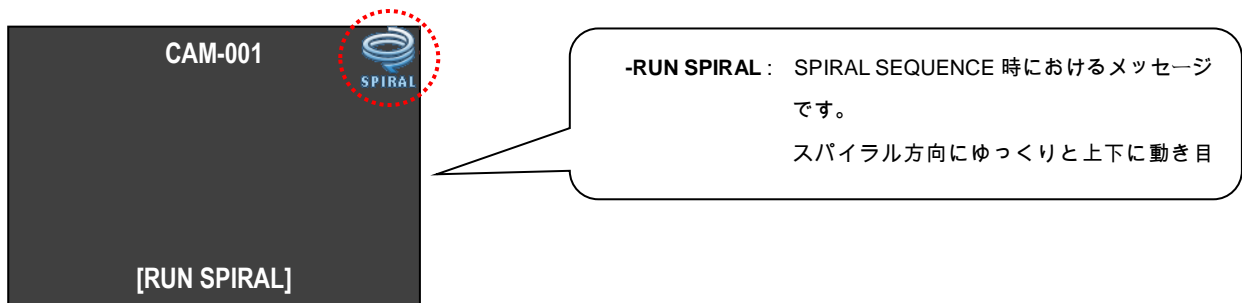 CAM-001
SPIRAL
[RUN SPIRAL]
-RUN SPIRAL : SPIRAL SEQUENCE 時におけるメッセージ
です。
スパイラル方向にゆっくりと上下に動き目